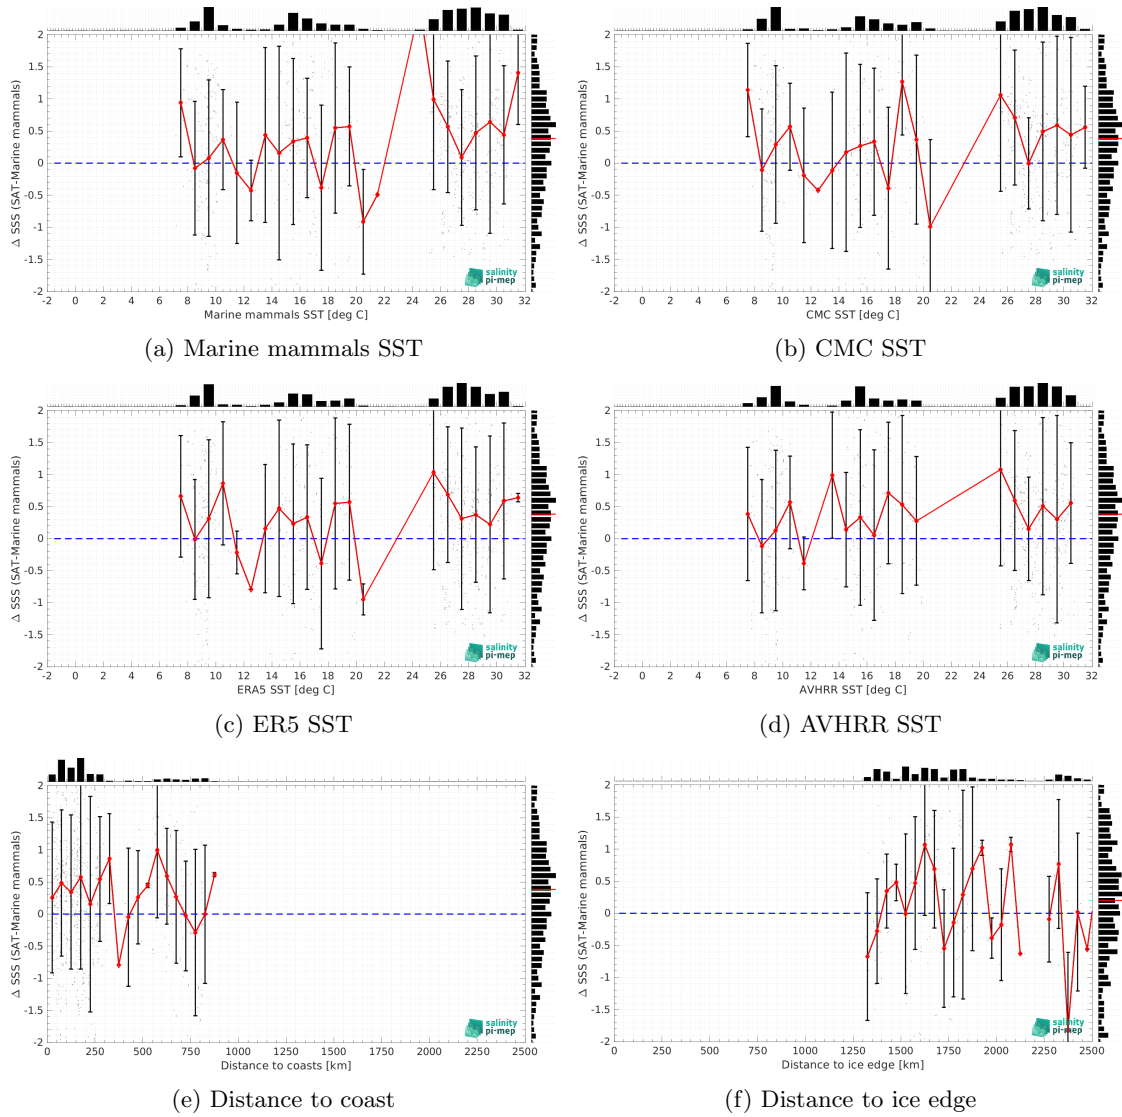 2
1.5
1
0.5
0
-0.5
-1
-1.5
-2
Δ SSS (SAT-Marine mammals)
salinity
pi-mep
-2 0 2 4 6 8 10 12 14 16 18 20 22 24 26 28 30 32
Marine mammals SST [deg C]
(a) Marine mammals SST
2
1.5
1
0.5
0
-0.5
-1
-1.5
-2
Δ SSS (SAT-Marine mammals)
salinity
pi-mep
-2 0 2 4 6 8 10 12 14 16 18 20 22 24 26 28 30 32
CMC SST [deg C]
(b) CMC SST
2
1.5
1
0.5
0
-0.5
-1
-1.5
-2
Δ SSS (SAT-Marine mammals)
salinity
pi-mep
-2 0 2 4 6 8 10 12 14 16 18 20 22 24 26 28 30 32
ERA5 SST [deg C]
(c) ER5 SST
2
1.5
1
0.5
0
-0.5
-1
-1.5
-2
Δ SSS (SAT-Marine mammals)
salinity
pi-mep
-2 0 2 4 6 8 10 12 14 16 18 20 22 24 26 28 30 32
AVHRR SST [deg C]
(d) AVHRR SST
2
1.5
1
0.5
0
-0.5
-1
-1.5
-2
Δ SSS (SAT-Marine mammals)
salinity
pi-mep
0 250 500 750 1000 1250 1500 1750 2000 2250 2500
Distance to coasts [km]
(e) Distance to coast
2
1.5
1
0.5
0
-0.5
-1
-1.5
-2
Δ SSS (SAT-Marine mammals)
salinity
pi-mep
0 250 500 750 1000 1250 1500 1750 2000 2250 2500
Distance to ice edge [km]
(f) Distance to ice edge